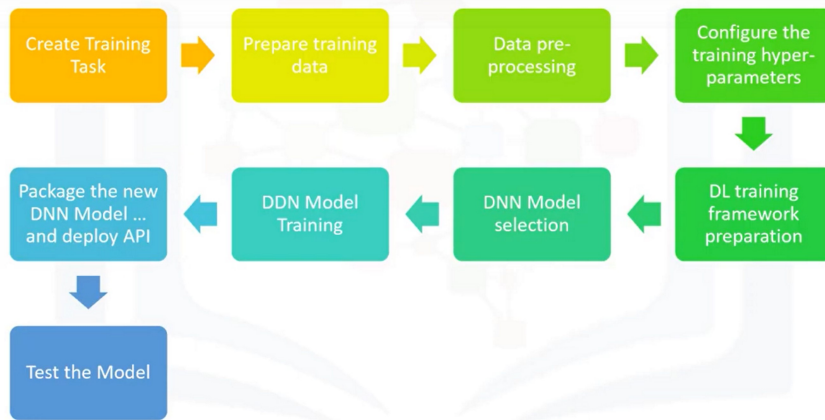 Create Training
Task
Prepare training
data
Data pre-
processing
Configure the
training hyper-
parameters
DL training
framework
preparation
DNN Model
selection
DDN Model
Training
Package the new
DNN Model ...
and deploy API
Test the Model